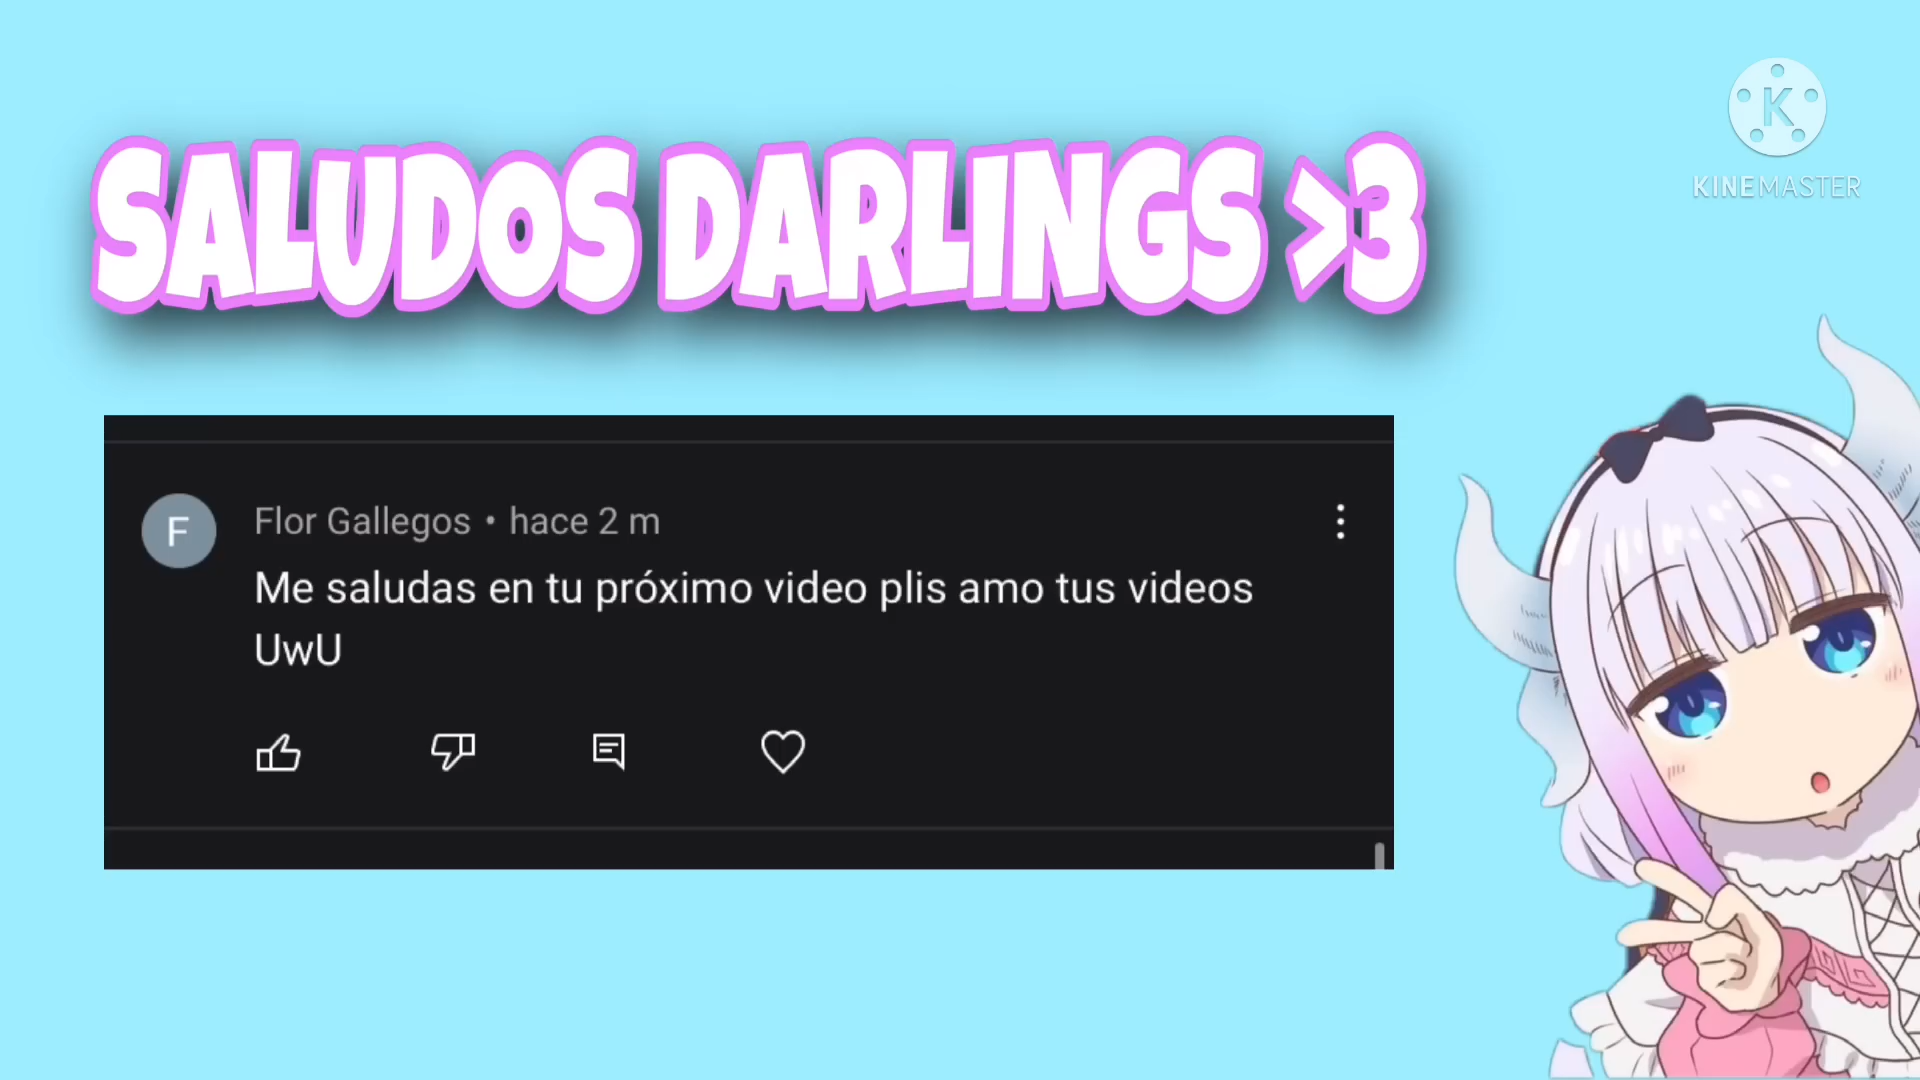 K
KINEMASTER
SALUDOS DARLINGS >3
F
Flor Gallegos • hace 2 m
Me saludas en tu próximo video plis amo tus videos
UwU